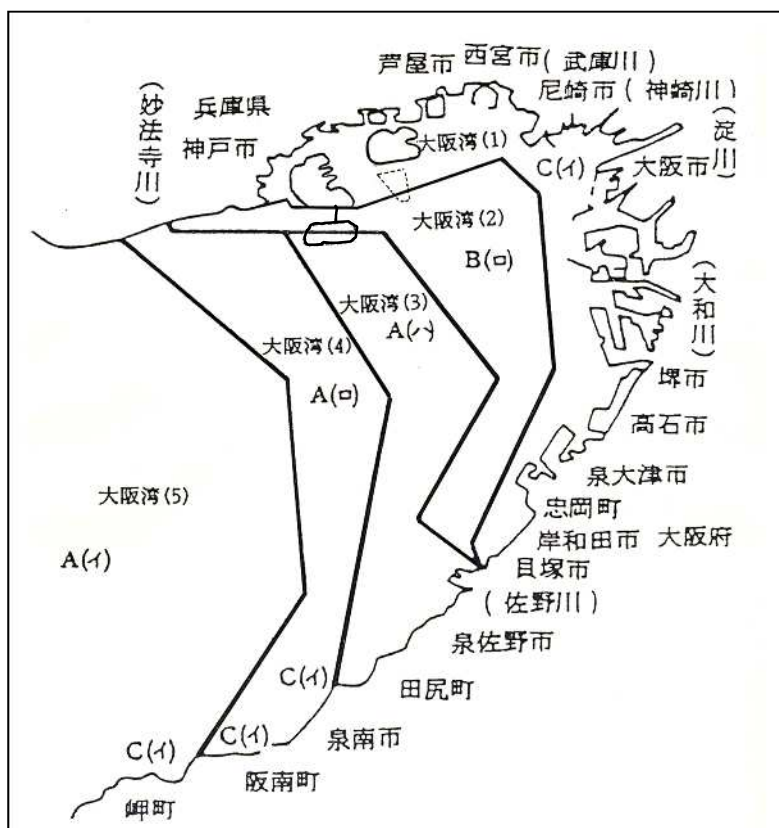 西宮市(武庫川)
芦屋市
尼崎市(神崎川)
兵庫県
神戸市
(妙法寺川)
大阪湾(1)
C(イ)
大阪市
(淀川)
大阪湾(2)
B(ロ)
(大和川)
大阪湾(3)
A(ハ)
大阪湾(4)
A(ロ)
堺市
高石市
泉大津市
大阪湾(5)
忠岡町
岸和田市 大阪府
A(イ)
貝塚市
(佐野川)
泉佐野市
C(イ)
田尻町
泉南市
C(イ)
C(イ)
阪南町
岬町